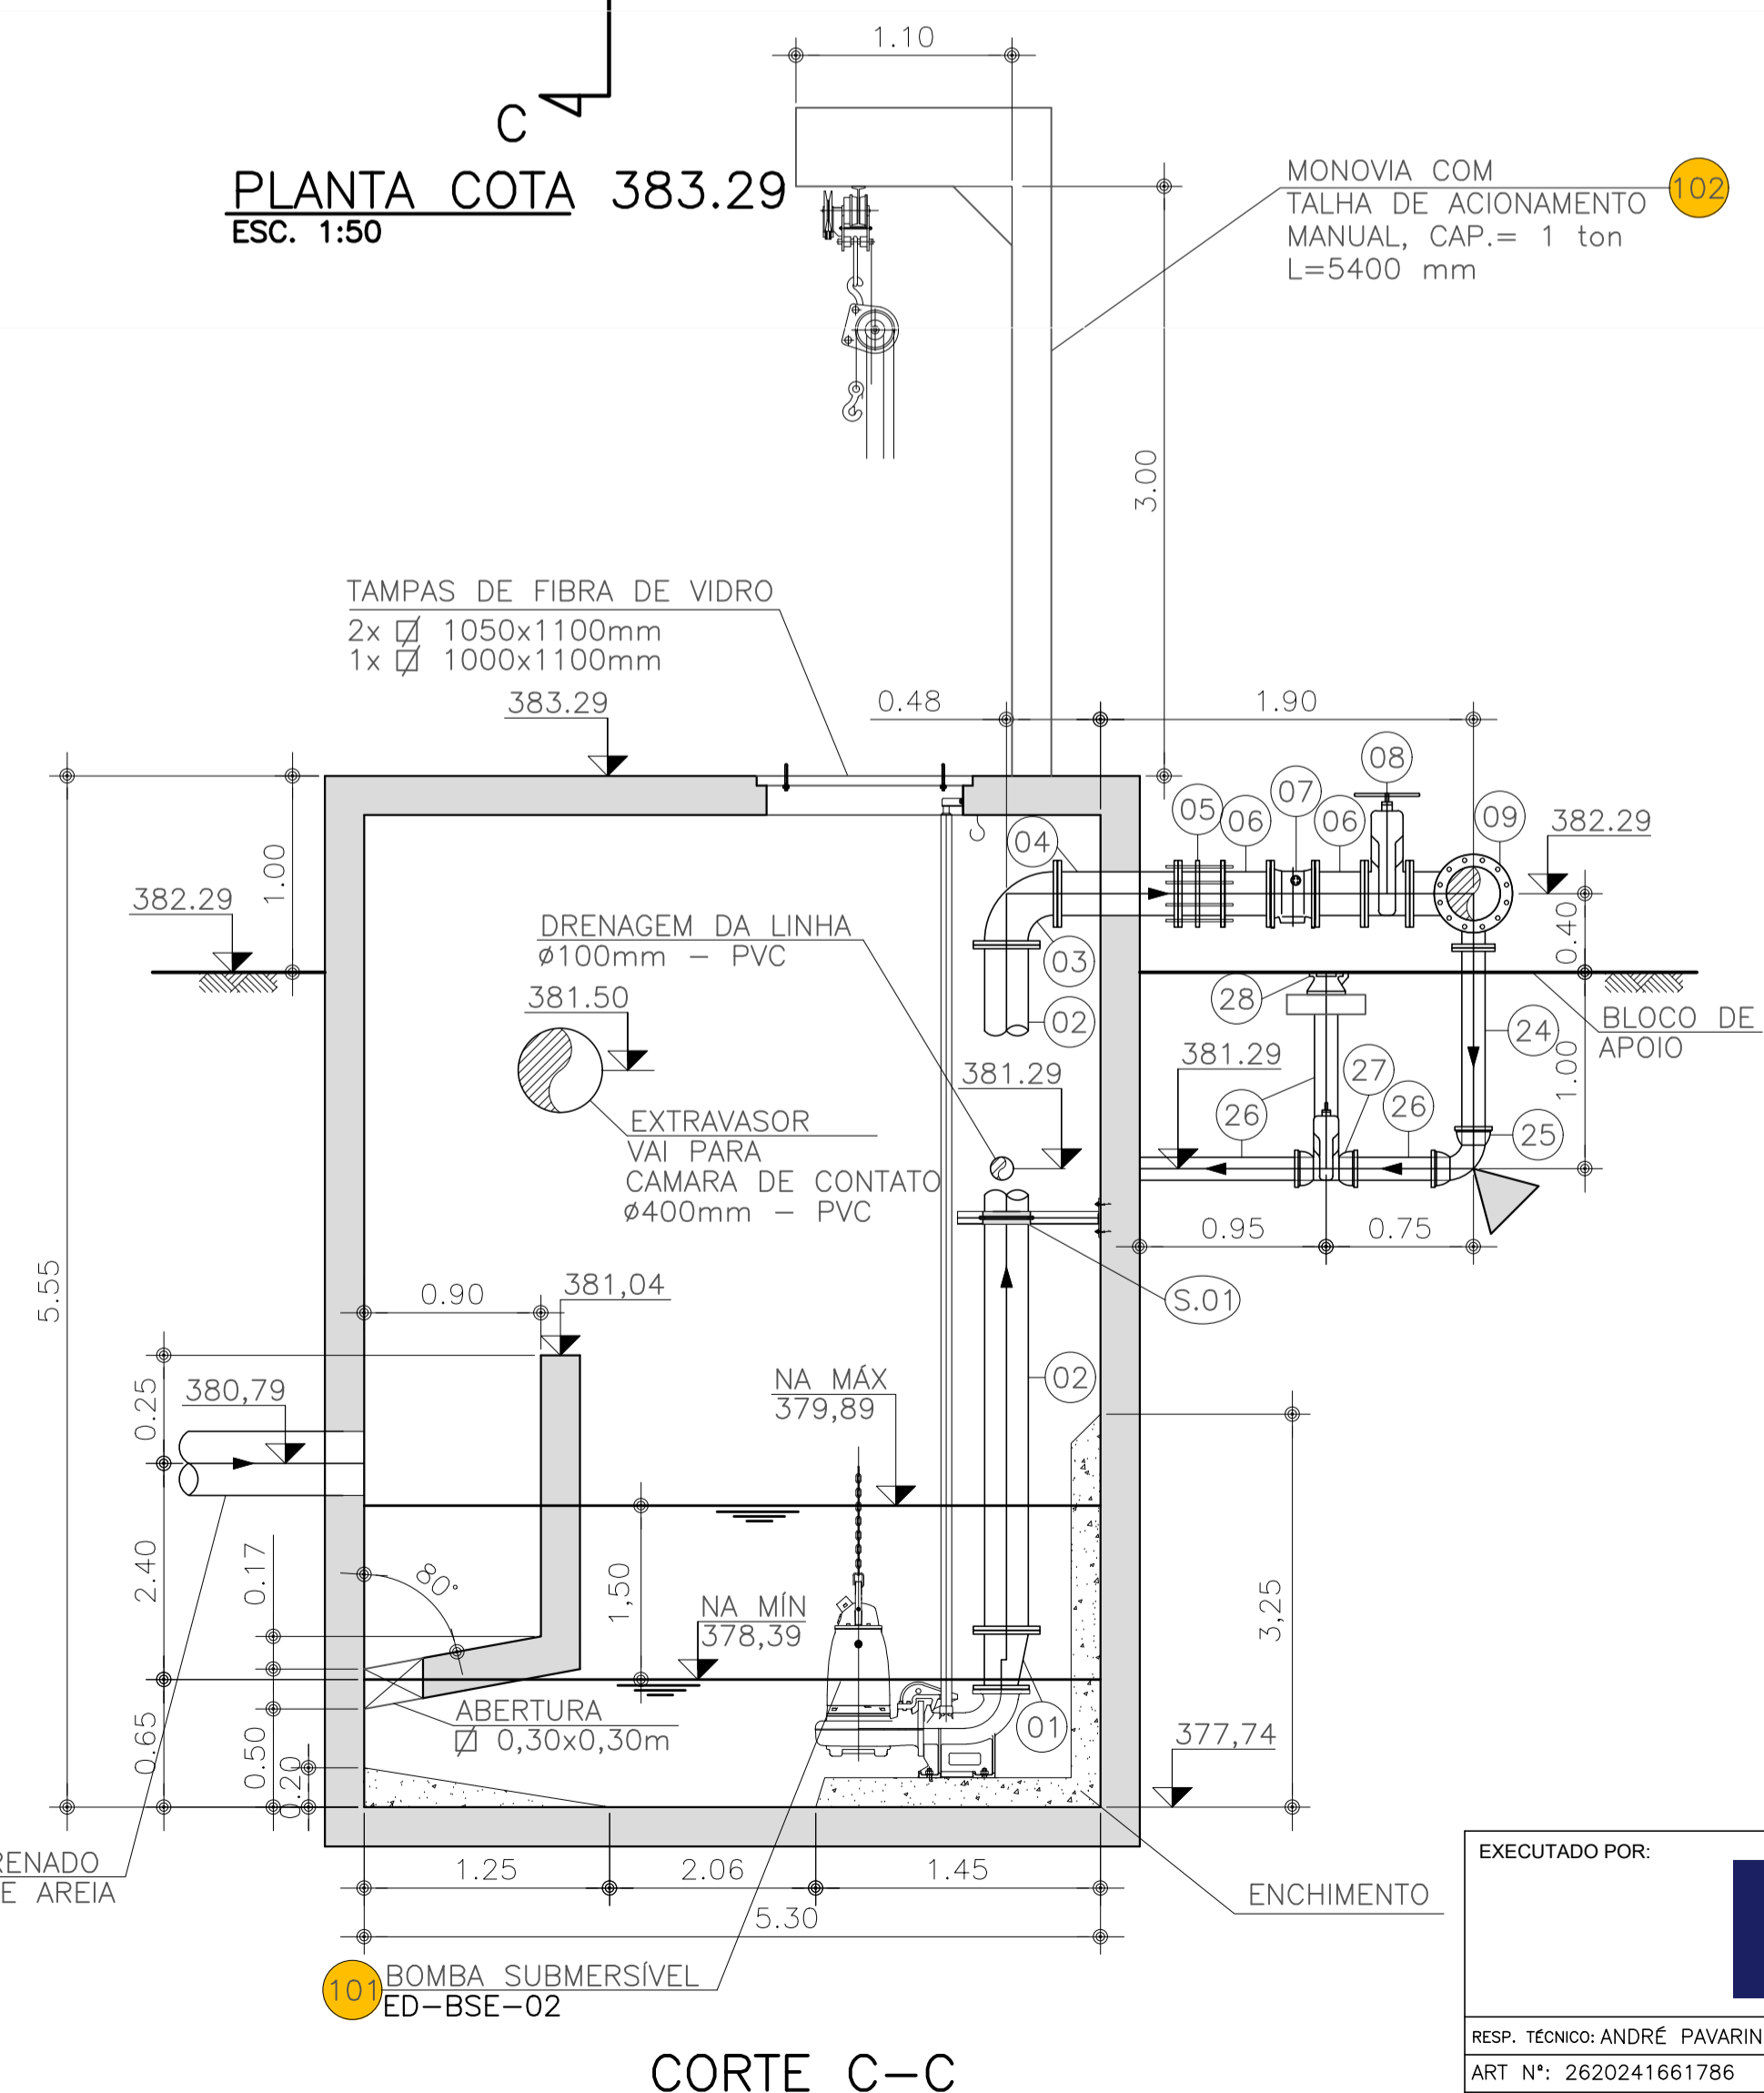 1.10
C
PLANTA COTA 383.29
ESC. 1:50
MONOVIA COM
TALHA DE ACIONAMENTO
MANUAL, CAP.= 1 ton
L=5400 mm
102
3.00
TAMPAS DE FIBRA DE VIDRO
2x 1050x1100mm
1x 1000x1100mm
383.29
0.48
1.90
08
05
06
07
06
09
382.29
04
1.00
382.29
DRENAGEM DA LINHA
ø100mm – PVC
03
0.40
381.50
28
02
24
BLOCO DE
APOIO
381.29
381.29
27
1.00
EXTRAVASOR
VAI PARA
CAMARA DE CONTATO
ø400mm – PVC
26
26
25
0.95
0.75
5.55
0.90
381,04
S.01
0.25
380,79
NA MÁX
379,89
02
2.40
0.17
80°
1,50
NA MÍN
378,39
3,25
0.65
0.50
0.20
ABERTURA
0,30x0,30m
01
377,74
RENADO
E AREIA
1.25
2.06
1.45
ENCHIMENTO
5.30
101
BOMBA SUBMERSÍVEL
ED–BSE–02
CORTE C–C
EXECUTADO POR:
RESP. TÉCNICO: ANDRÉ PAVARIN
ART N°: 2620241661786